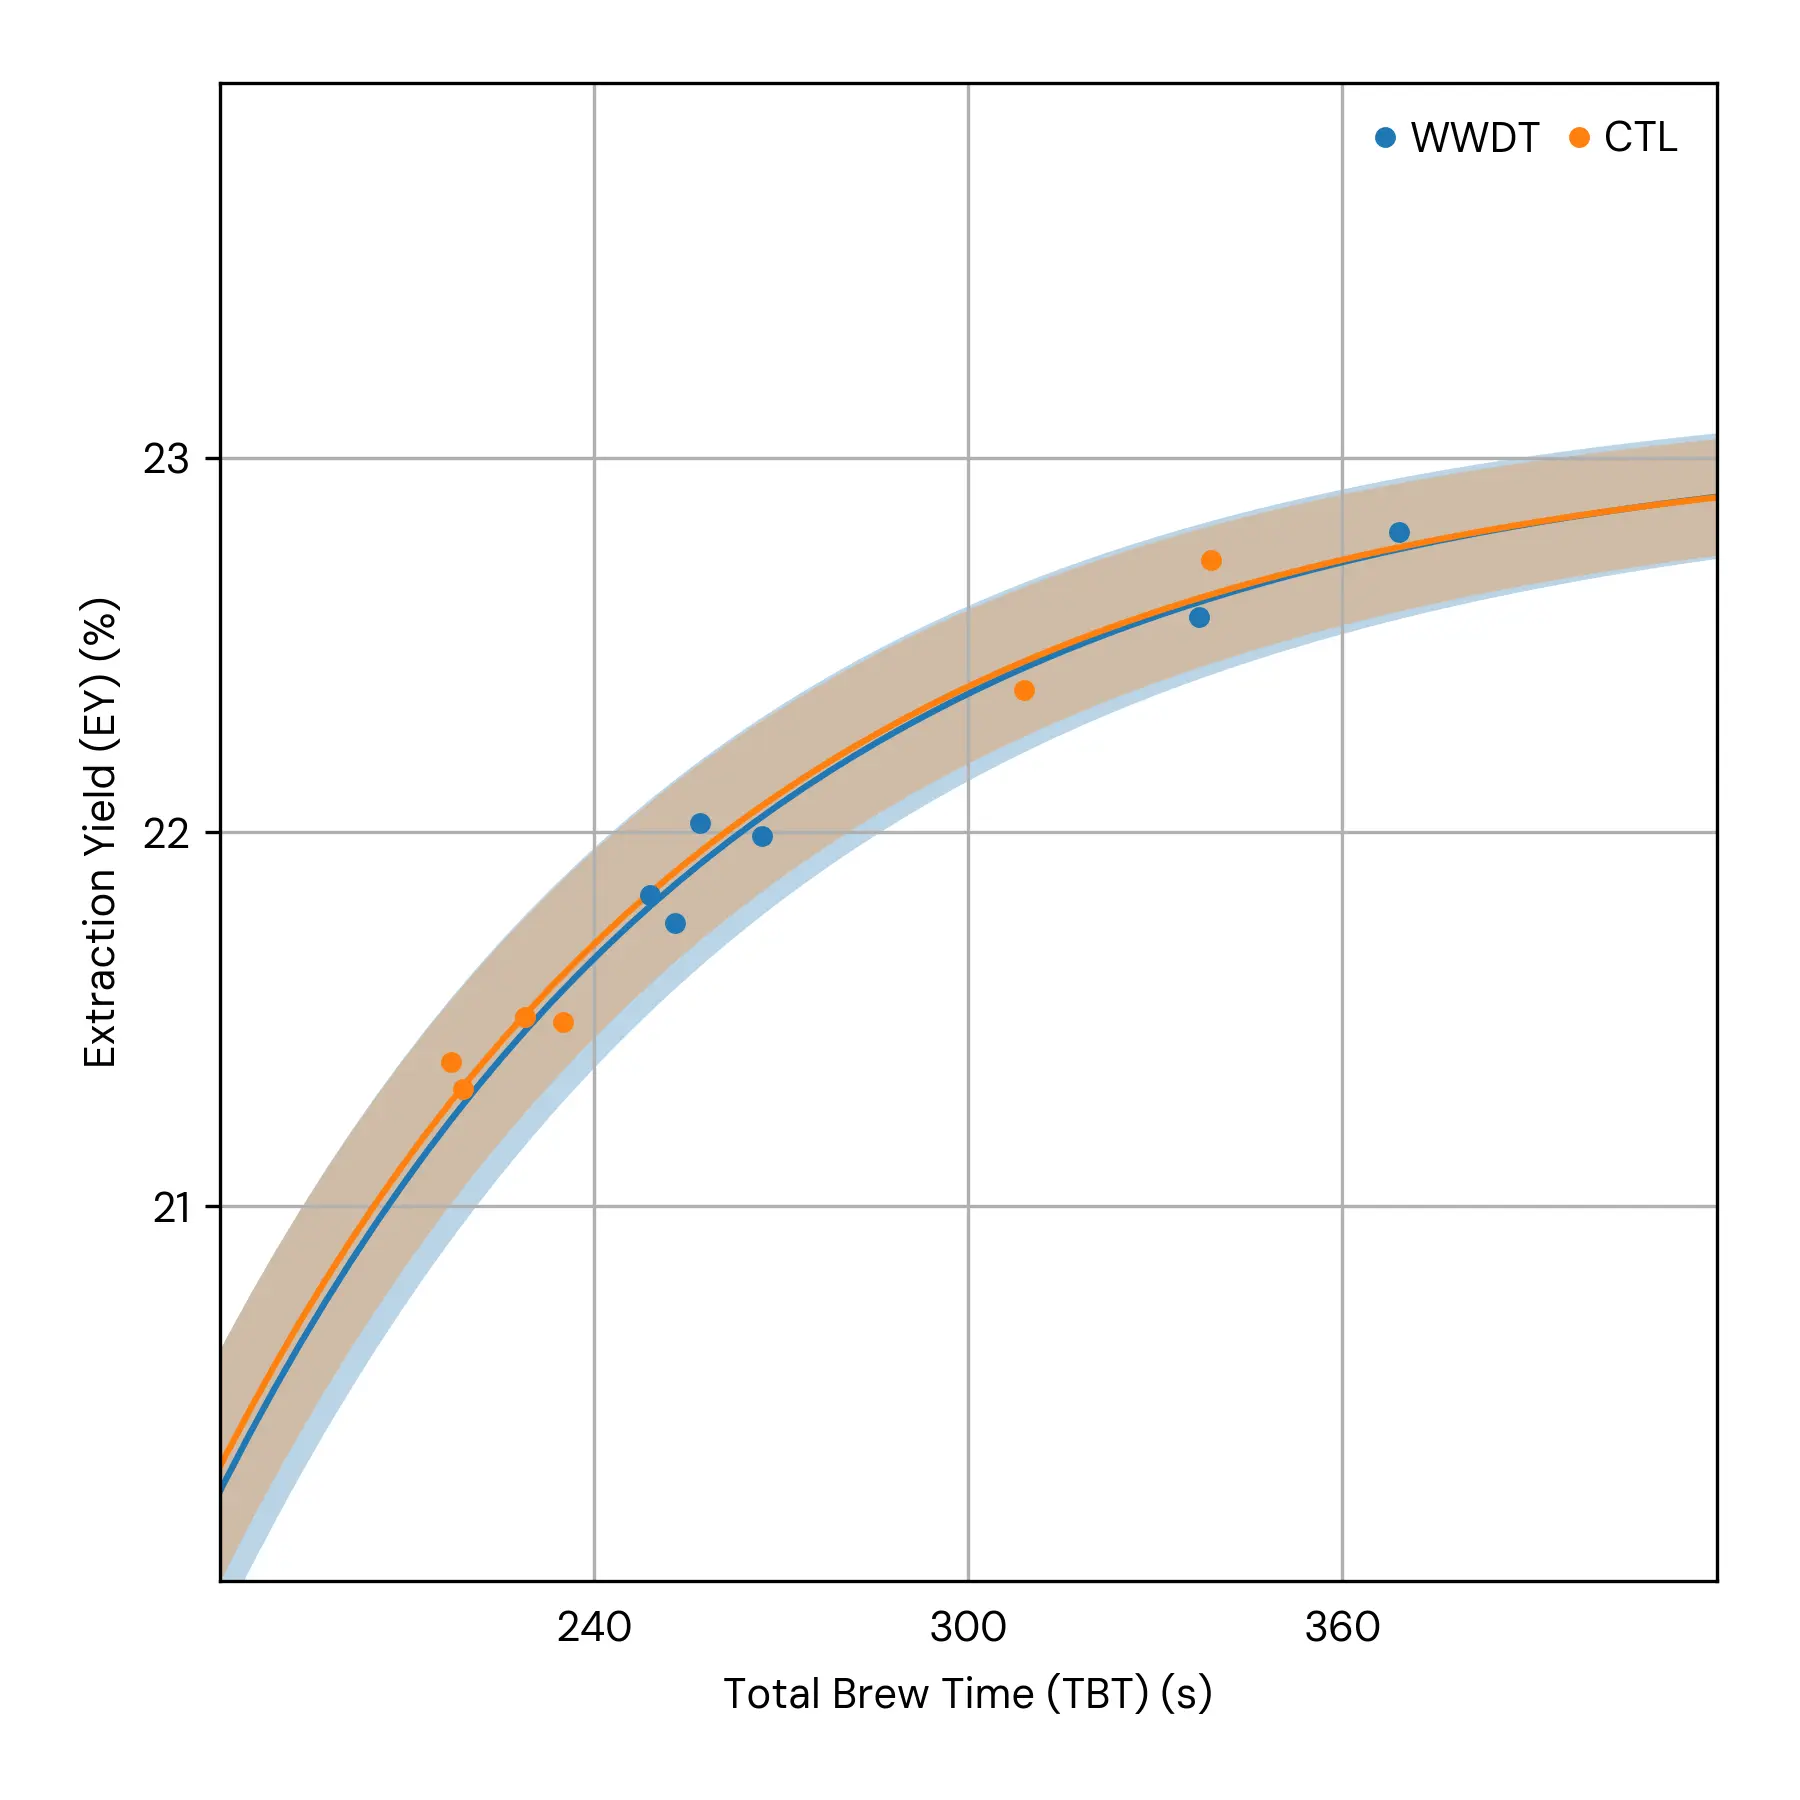 WWDT CTL
23
22
21
Extraction Yield (EY) (%)
240 300 360
Total Brew Time (TBT) (s)